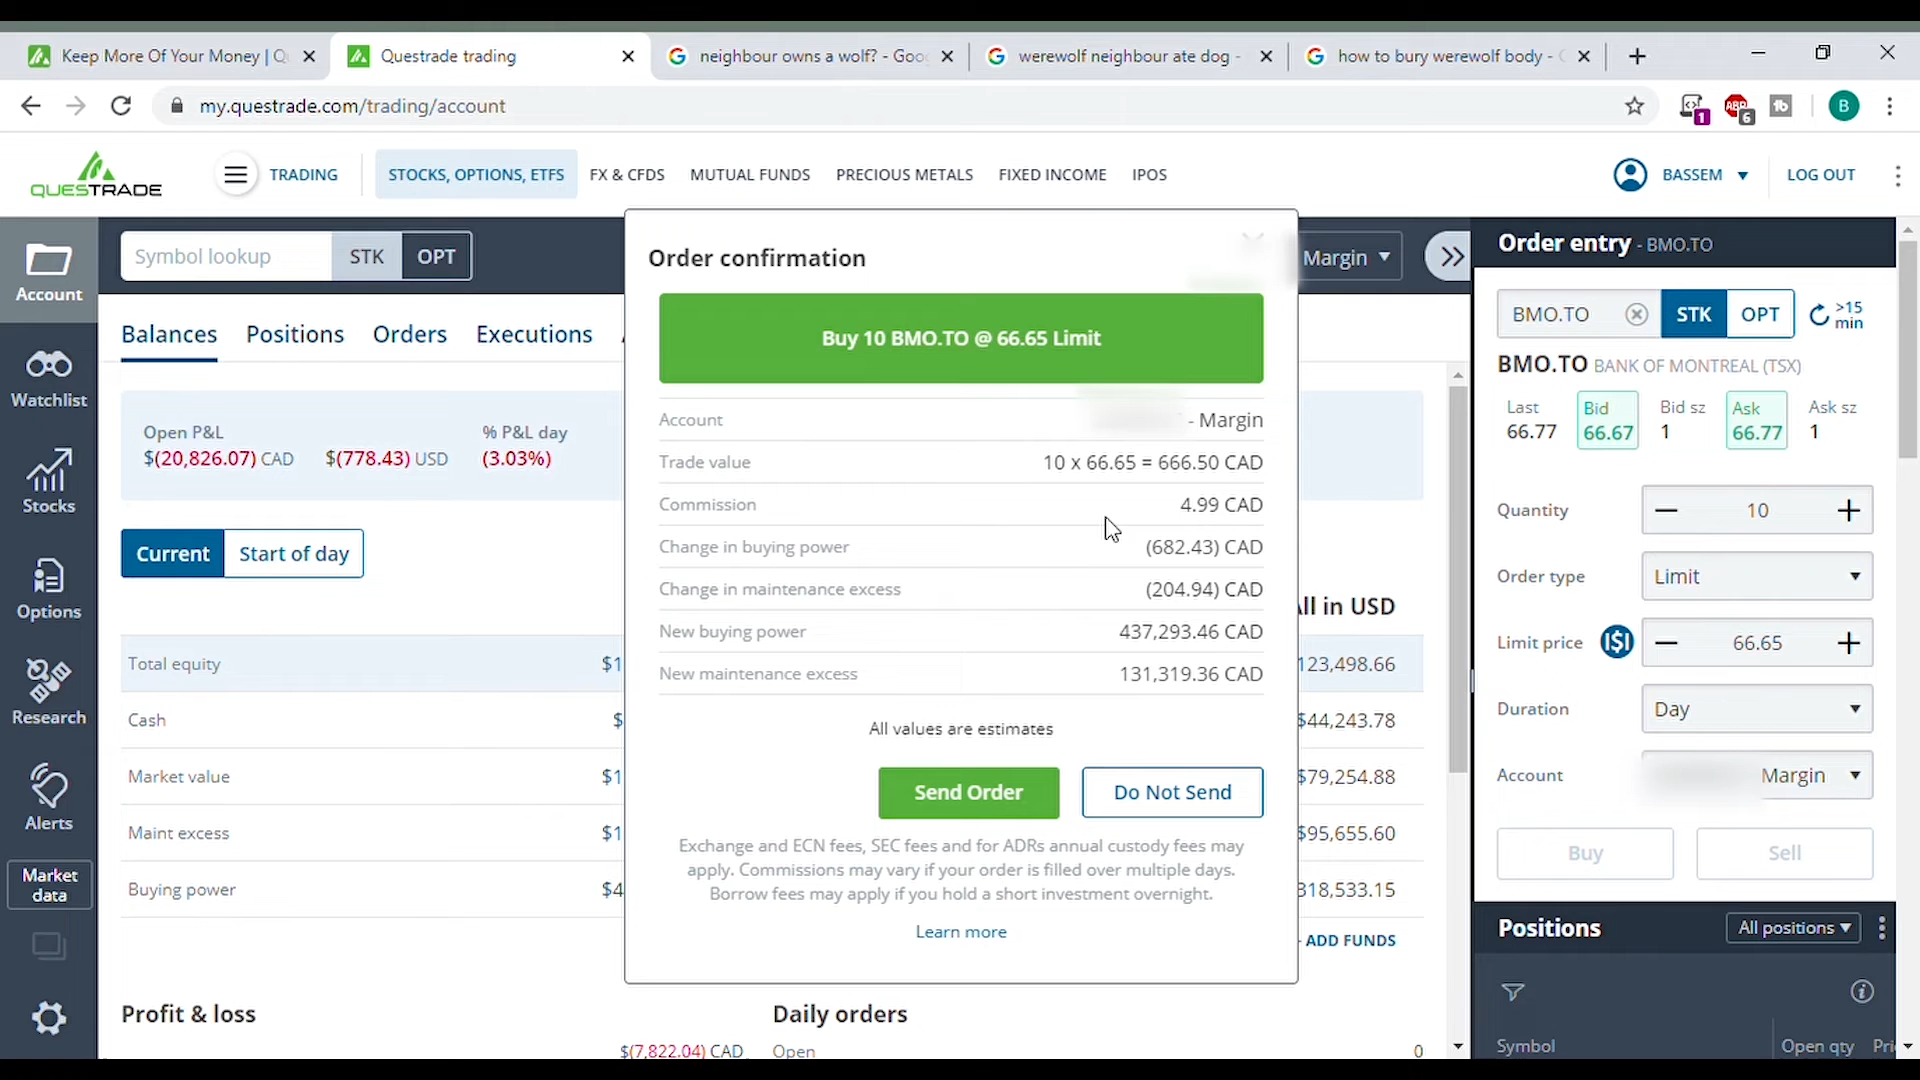 Keep More Of Your Money | Q
Questrade trading
neighbour owns a wolf? - Goo
werewolf neighbour ate dog -
how to bury werewolf body -
my.questrade.com/trading/account
1
ABP
6
tb
B
QUESTRADE
TRADING
STOCKS, OPTIONS, ETFS
FX & CFDS
MUTUAL FUNDS
PRECIOUS METALS
FIXED INCOME
IPOS
BASSEM
LOG OUT
Account
Watchlist
Stocks
Options
Research
Alerts
Market
data
Symbol lookup
STK
OPT
Margin
Balances
Positions
Orders
Executions
Open P&L
% P&L day
$(20,826.07) CAD
$(778.43) USD
(3.03%)
Current
Start of day
All in USD
Total equity
$1
123,498.66
Cash
$
$44,243.78
Market value
$1
$79,254.88
Maint excess
$1
$95,655.60
Buying power
$4
318,533.15
ADD FUNDS
Profit & loss
$(7,822.04) CAD
Daily orders
Open
0
Order confirmation
Buy 10 BMO.TO @ 66.65 Limit
Account
- Margin
Trade value
10 x 66.65 = 666.50 CAD
Commission
4.99 CAD
Change in buying power
(682.43) CAD
Change in maintenance excess
(204.94) CAD
New buying power
437,293.46 CAD
New maintenance excess
131,319.36 CAD
All values are estimates
Send Order
Do Not Send
Exchange and ECN fees, SEC fees and for ADRs annual custody fees may
apply. Commissions may vary if your order is filled over multiple days.
Borrow fees may apply if you hold a short investment overnight.
Learn more
Order entry - BMO.TO
BMO.TO
STK
OPT
>15
min
BMO.TO BANK OF MONTREAL (TSX)
Last
Bid
Bid sz
Ask
Ask sz
66.77
66.67
1
66.77
1
Quantity
10
Order type
Limit
Limit price
|$|
66.65
Duration
Day
Account
Margin
Buy
Sell
Positions
All positions
Symbol
Open qty
Pri